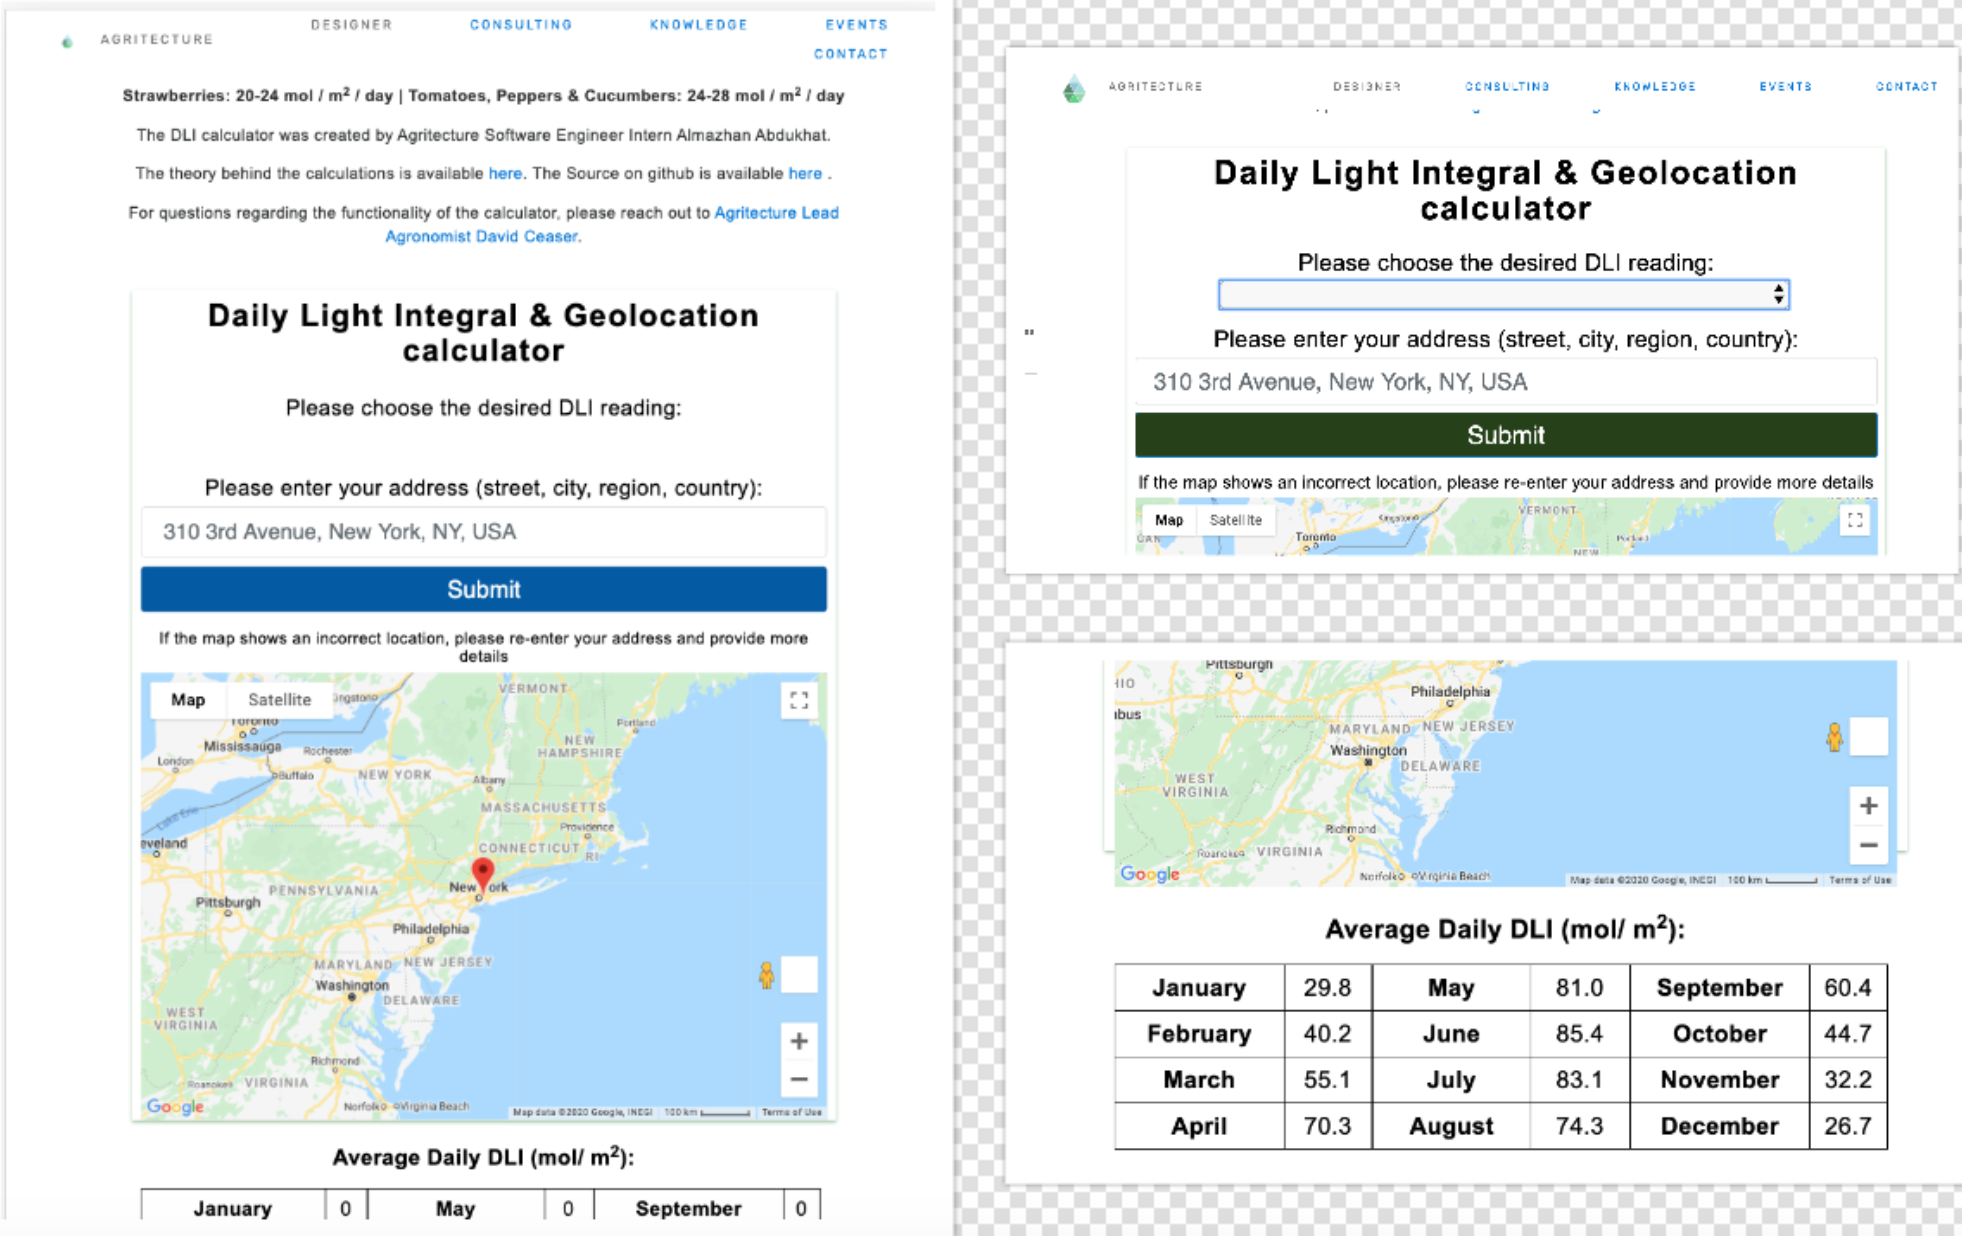 AGRITECTURE
DESIGNER CONSULTING KNOWLEDGE EVENTS
CONTACT
Strawberries: 20-24 mol / m² / day | Tomatoes, Peppers & Cucumbers: 24-28 mol / m² / day
The DLI calculator was created by Agritecture Software Engineer Intern Almazhan Abdukhat.
The theory behind the calculations is available here. The Source on github is available here .
For questions regarding the functionality of the calculator, please reach out to Agritecture Lead
Agronomist David Ceaser.
Daily Light Integral & Geolocation
calculator
Please choose the desired DLI reading:
Please enter your address (street, city, region, country):
310 3rd Avenue, New York, NY, USA
Submit
If the map shows an incorrect location, please re-enter your address and provide more
details
Map Satellite
VERMONT
Portland
Toronto
Mississauga
Rochester
NEW
HAMPSHIRE
London
Buffalo
NEW YORK
Albany
MASSACHUSETTS
Lake Erie
Providence
eveland
CONNECTICUT
RI
PENNSYLVANIA
New ork
Pittsburgh
Philadelphia
MARYLAND NEW JERSEY
Washington
DELAWARE
WEST
VIRGINIA
Richmond
Roanoke VIRGINIA
Google
Norfolk Virginia Beach
Map data ©2020 Google, INEGI 100 km Terms of Use
Average Daily DLI (mol/ m²):
January 0 May 0 September 0
AGRITECTURE DESIGNER CONSULTING KNOWLEDGE EVENTS CONTACT
Daily Light Integral & Geolocation
calculator
Please choose the desired DLI reading:
Please enter your address (street, city, region, country):
310 3rd Avenue, New York, NY, USA
Submit
If the map shows an incorrect location, please re-enter your address and provide more details
Map Satellite
Kingston
VERMONT
GAN
Toronto
Portland
NEW
Pittsburgh
HIO
Philadelphia
bus
MARYLAND NEW JERSEY
Washington
DELAWARE
WEST
VIRGINIA
Richmond
Roanoke VIRGINIA
Google
Norfolk Virginia Beach
Map data ©2020 Google, INEGI 100 km Terms of Use
Average Daily DLI (mol/ m²):
January 29.8 May 81.0 September 60.4
February 40.2 June 85.4 October 44.7
March 55.1 July 83.1 November 32.2
April 70.3 August 74.3 December 26.7